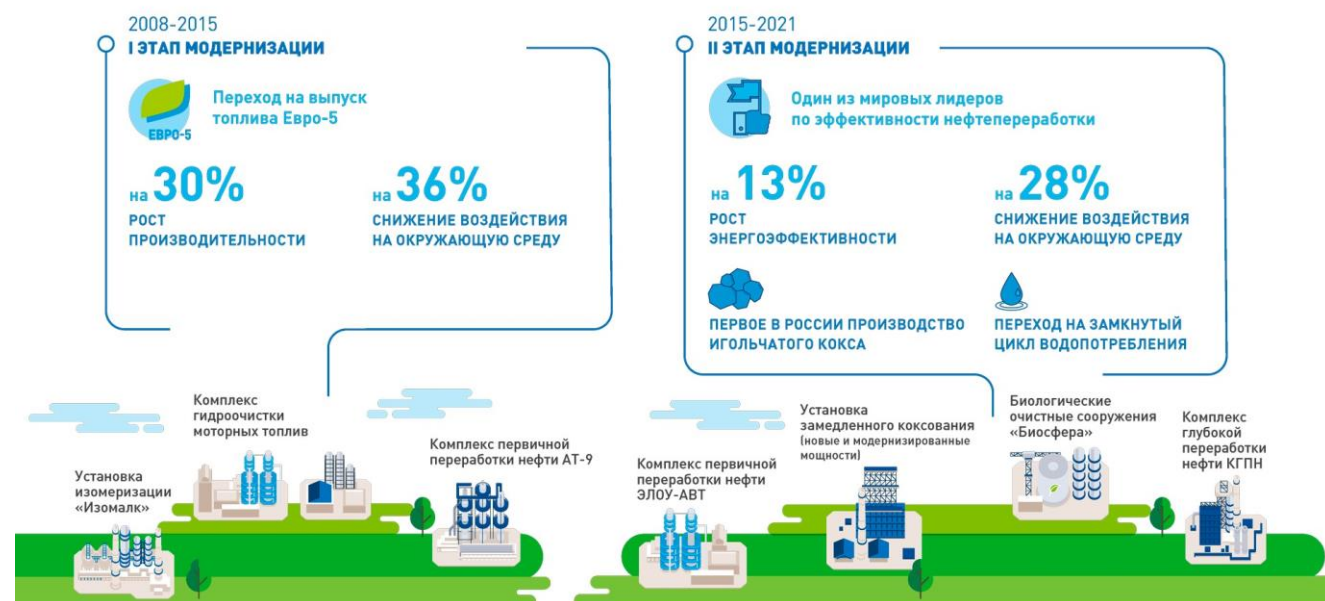 2008-2015
I ЭТАП МОДЕРНИЗАЦИИ
ЕВРО-5
Переход на выпуск
топлива Евро-5
на 30%
РОСТ
ПРОИЗВОДИТЕЛЬНОСТИ
на 36%
СНИЖЕНИЕ ВОЗДЕЙСТВИЯ
НА ОКРУЖАЮЩУЮ СРЕДУ
Установка
изомеризации
«Изомалк»
Комплекс
гидроочистки
моторных топлив
Комплекс первичной
переработки нефти АТ-9
2015-2021
II ЭТАП МОДЕРНИЗАЦИИ
Один из мировых лидеров
по эффективности нефтепереработки
на 13%
РОСТ
ЭНЕРГОЭФФЕКТИВНОСТИ
на 28%
СНИЖЕНИЕ ВОЗДЕЙСТВИЯ
НА ОКРУЖАЮЩУЮ СРЕДУ
ПЕРВОЕ В РОССИИ ПРОИЗВОДСТВО
ИГОЛЬЧАТОГО КОКСА
ПЕРЕХОД НА ЗАМКНУТЫЙ
ЦИКЛ ВОДОПОТРЕБЛЕНИЯ
Комплекс первичной
переработки нефти
ЭЛОУ-АВТ
Установка
замедленного коксования
(новые и модернизированные
мощности)
Биологические
очистные сооружения
«Биосфера»
Комплекс
глубокой
переработки
нефти КГПН